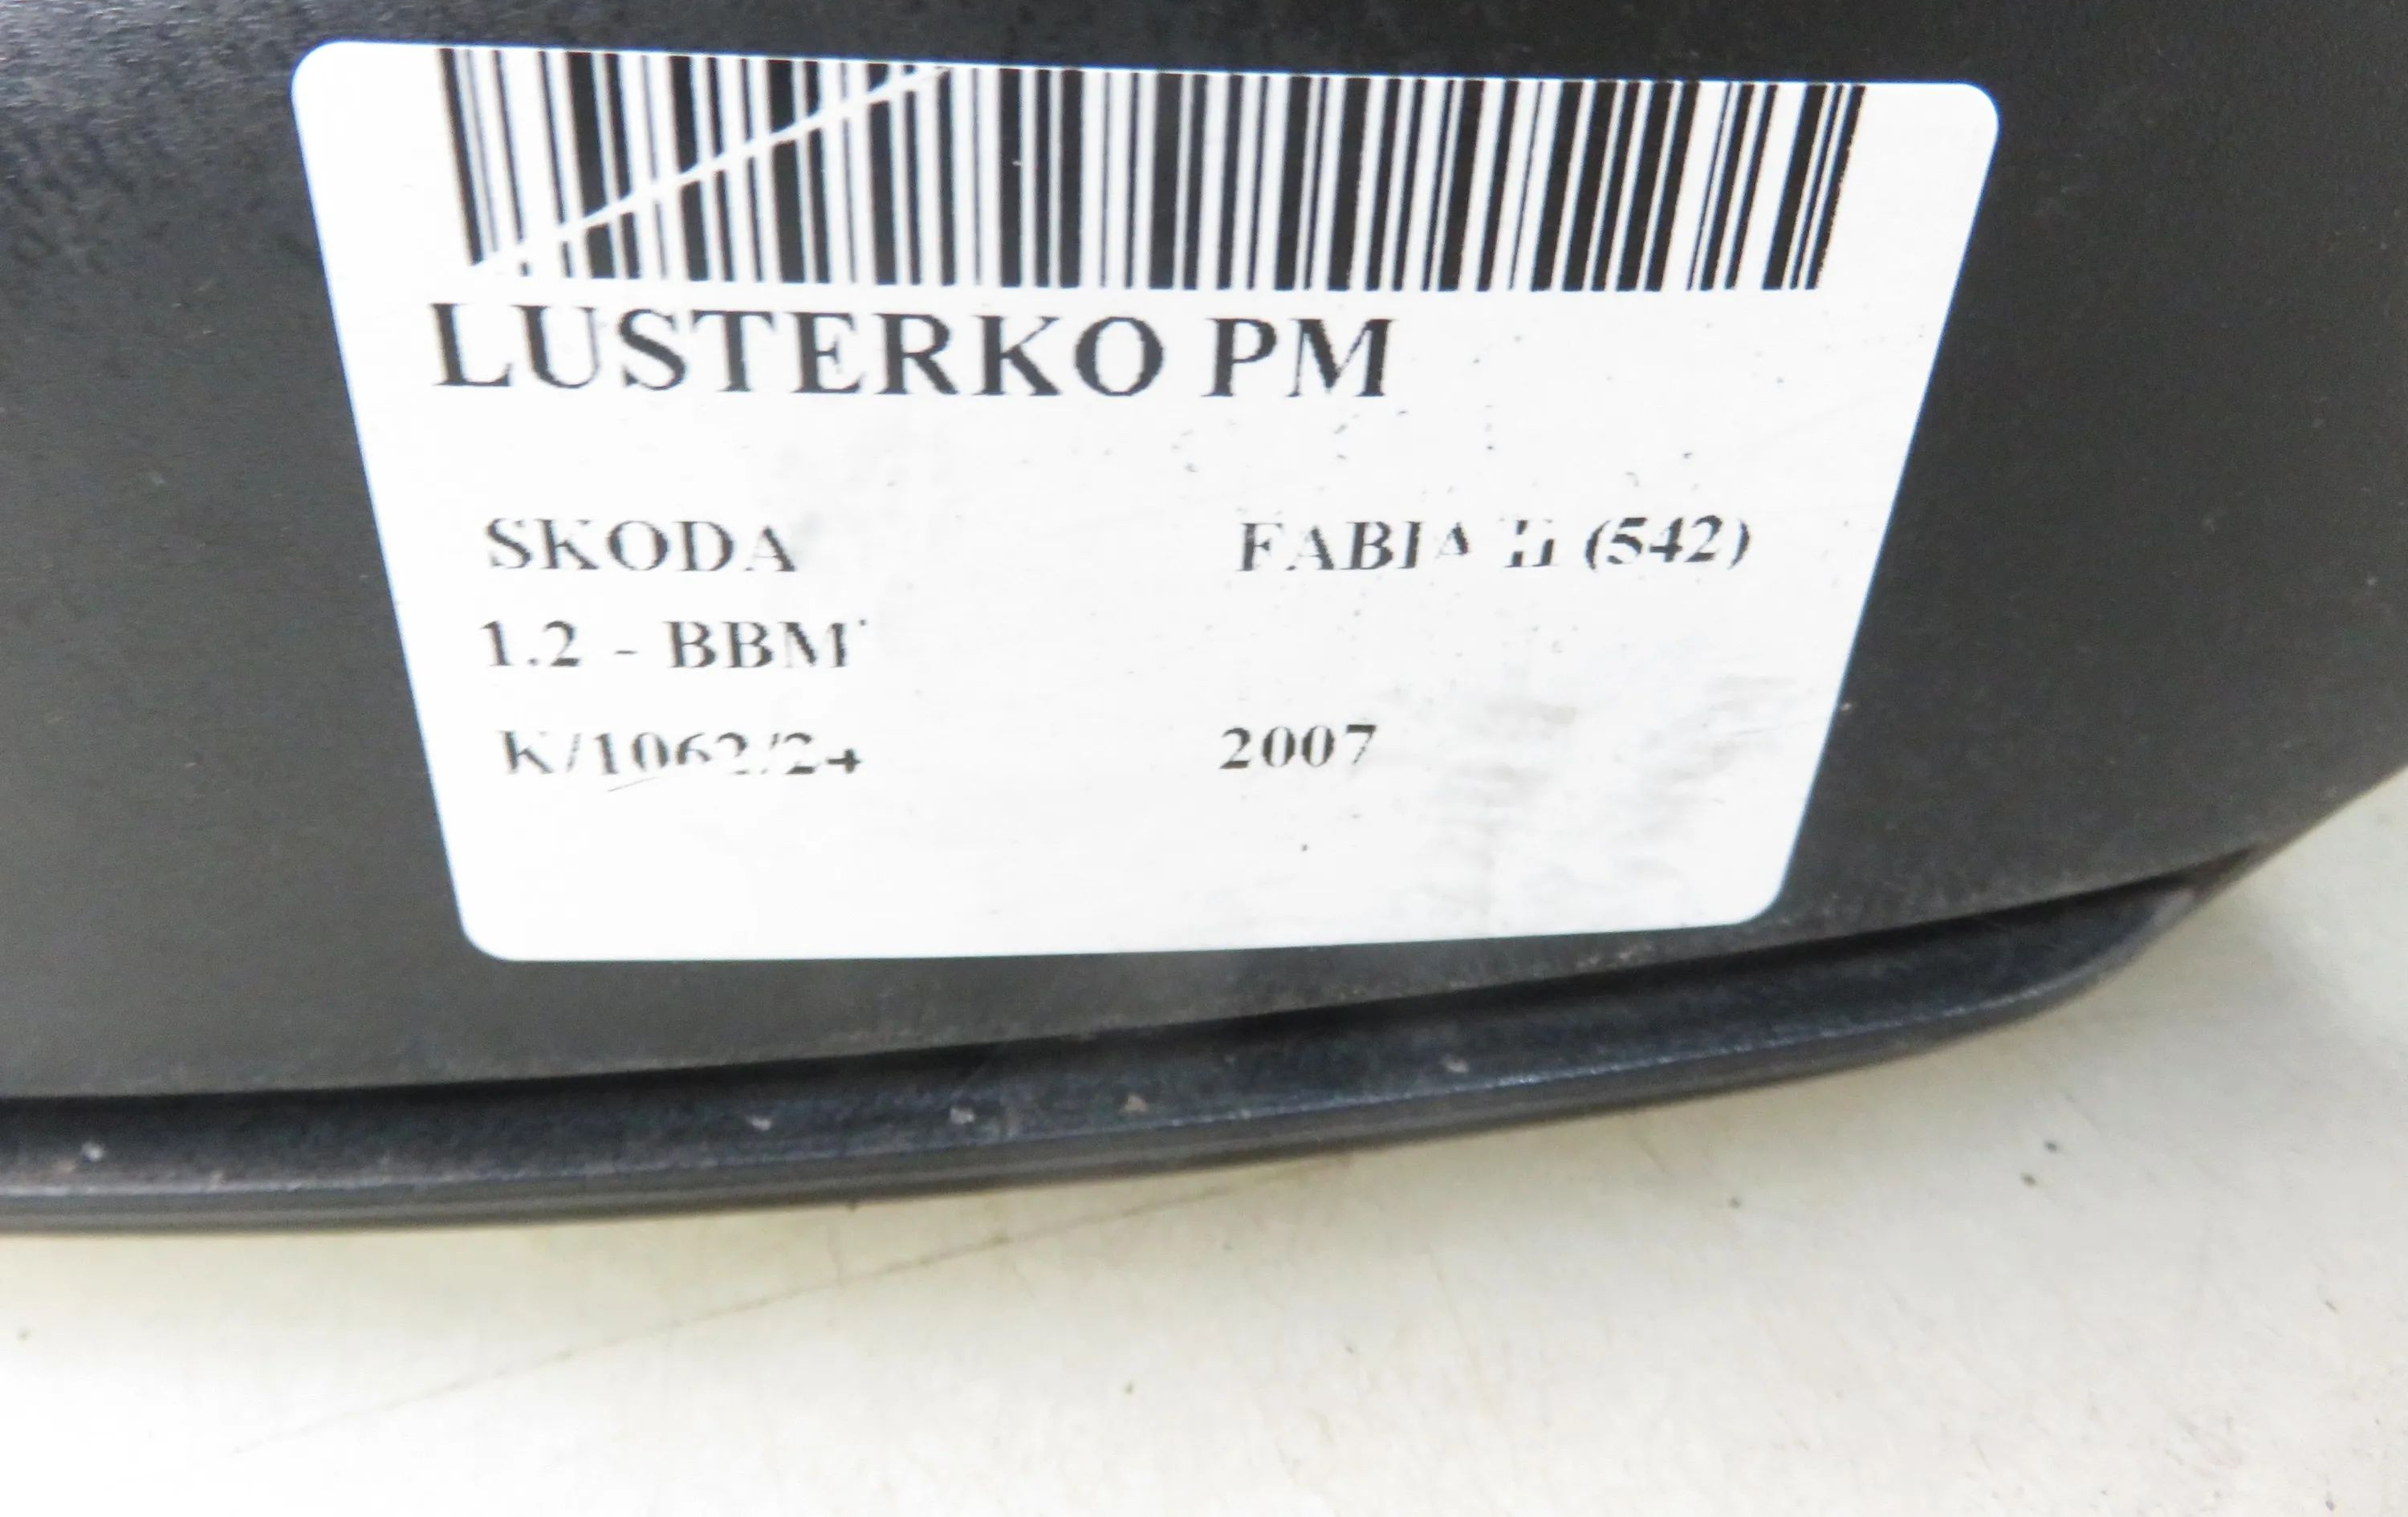 LUSTERKO PM
SKODA FABIA II (542)
1.2 - BBM
K/1062/24 2007